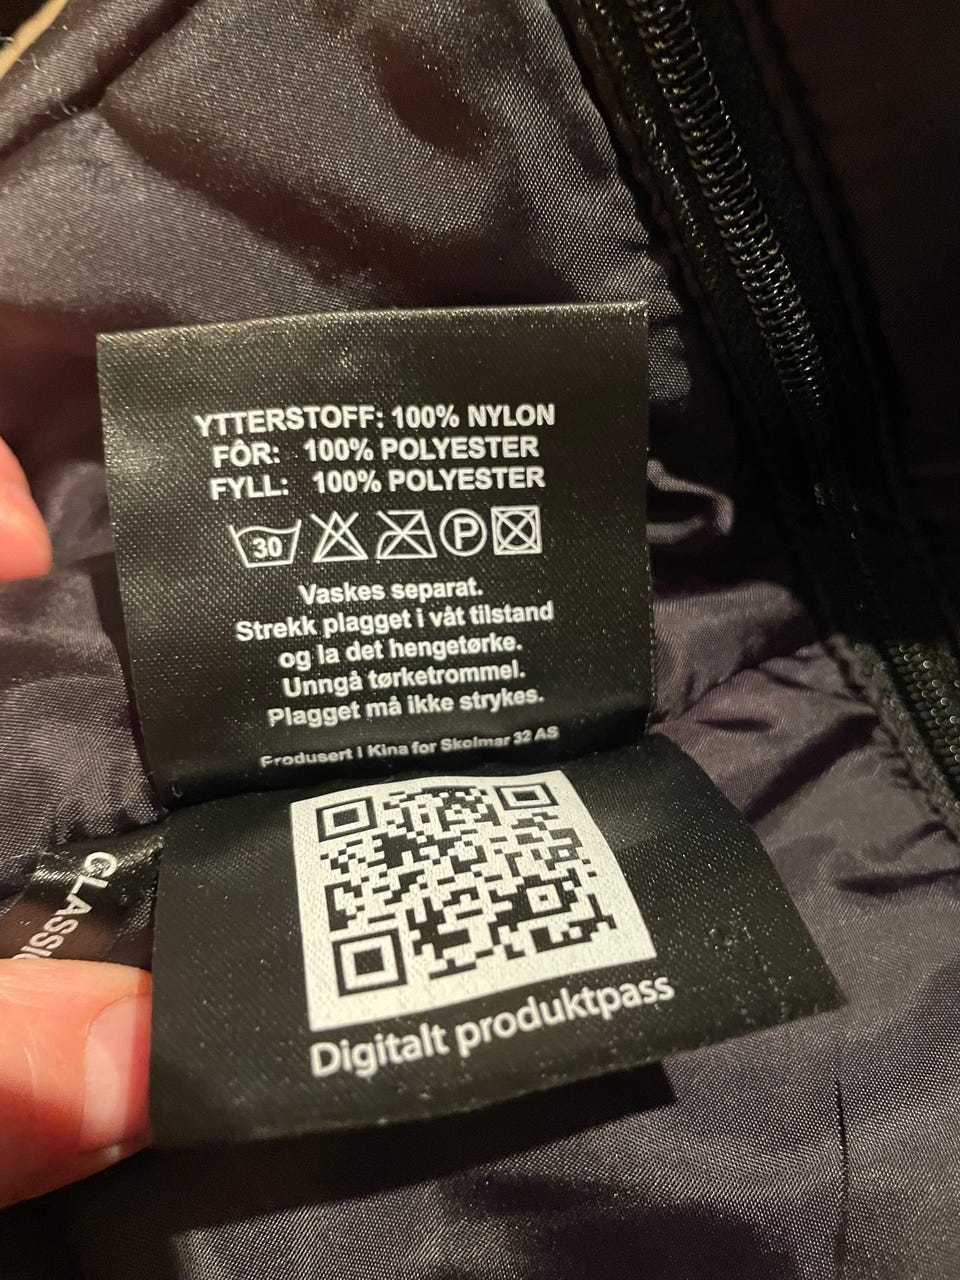 YTTERSTOFF: 100% NYLON
FÔR: 100% POLYESTER
FYLL: 100% POLYESTER
30 P
Vaskes separat.
Strekk plagget i våt tilstand
og la det hengetørke.
Unngå tørketrommel.
Plagget må ikke strykes.
Produsert i Kina for Skolmar 32 AS
Digitalt produktpass